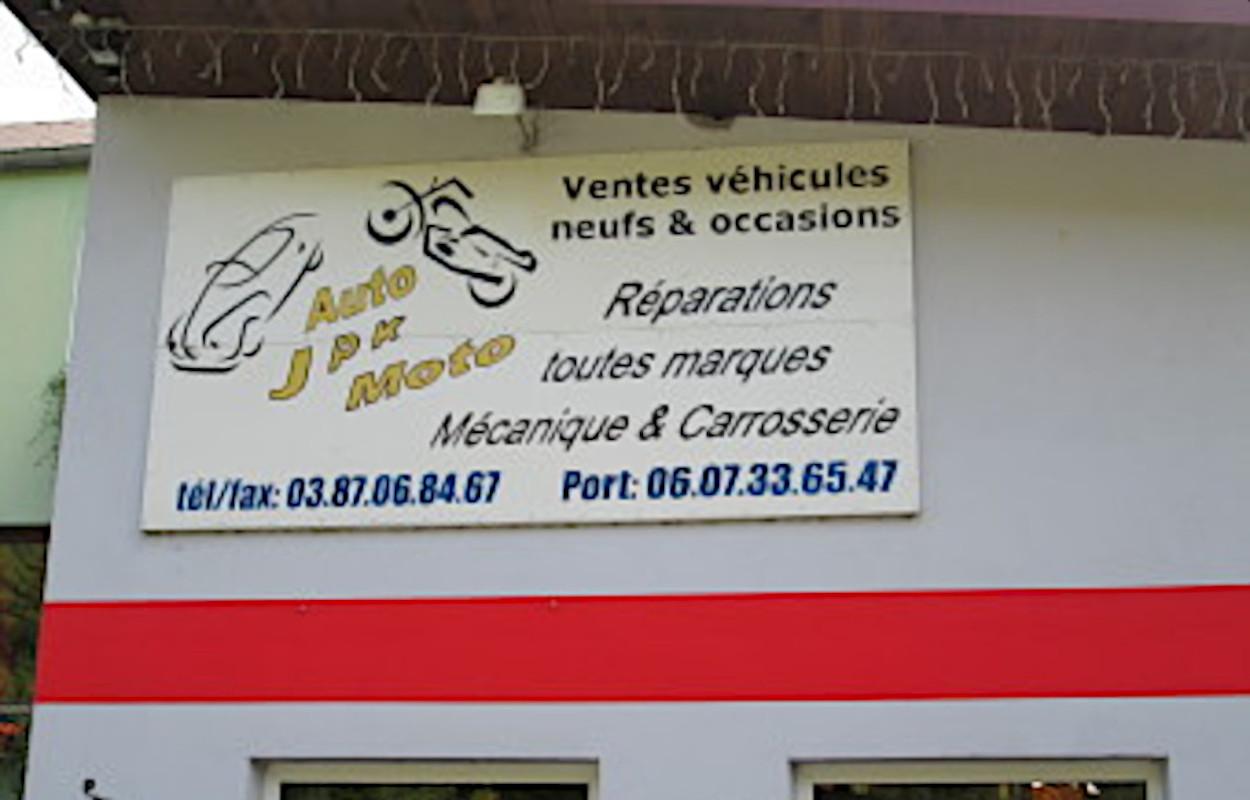 Ventes véhicules
neufs & occasions
Auto
J P K
Moto
Réparations
toutes marques
Mécanique & Carrosserie
tél/fax: 03.87.06.84.67 Port: 06.07.33.65.47
P